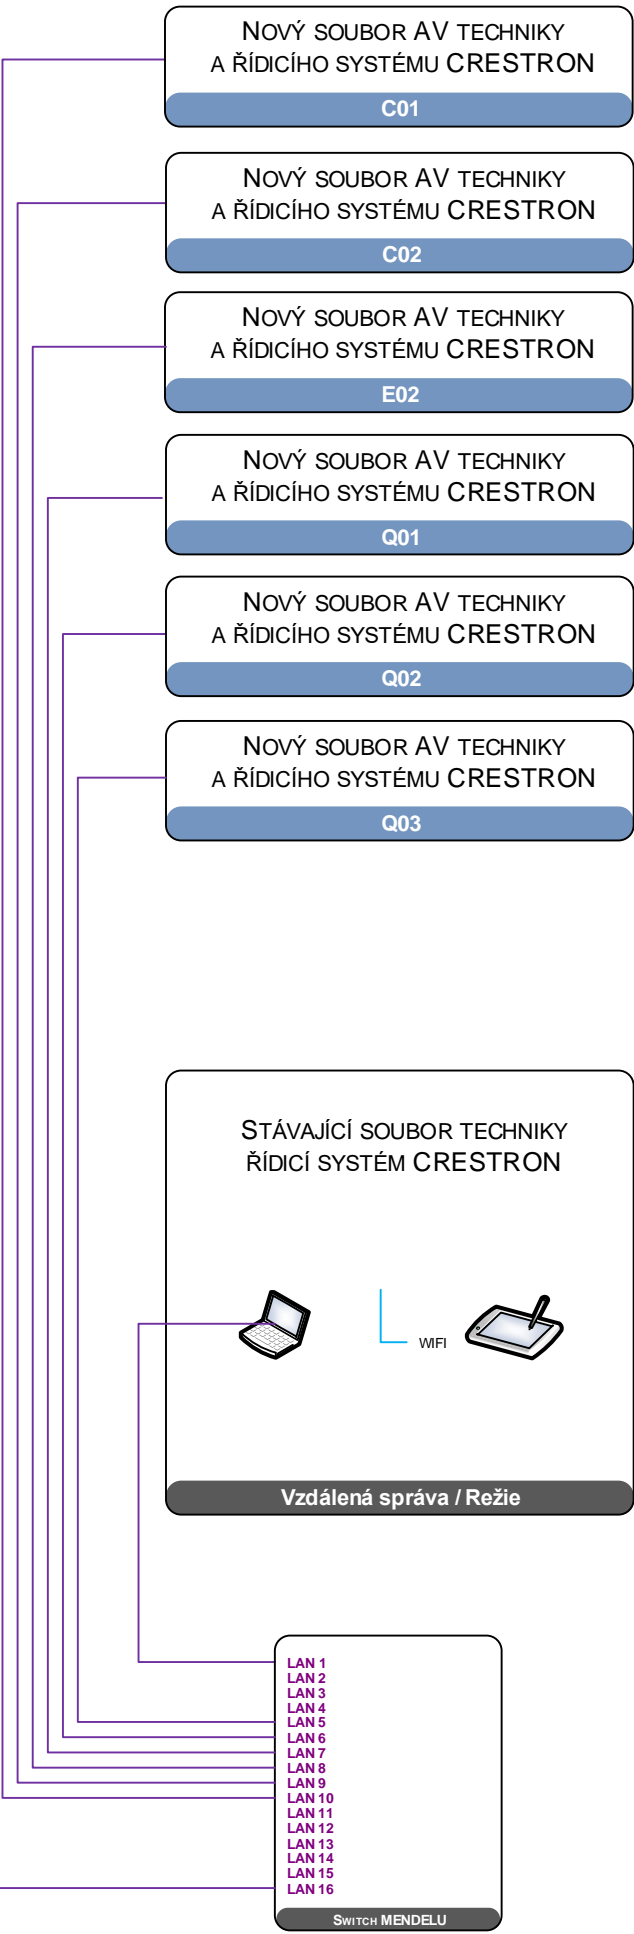 Nový soubor AV techniky
a řídicího systému CRESTRON
C01
Nový soubor AV techniky
a řídicího systému CRESTRON
C02
Nový soubor AV techniky
a řídicího systému CRESTRON
E02
Nový soubor AV techniky
a řídicího systému CRESTRON
Q01
Nový soubor AV techniky
a řídicího systému CRESTRON
Q02
Nový soubor AV techniky
a řídicího systému CRESTRON
Q03
Stávající soubor techniky
řídicí systém CRESTRON
WIFI
Vzdálená správa / Režie
LAN 1
LAN 2
LAN 3
LAN 4
LAN 5
LAN 6
LAN 7
LAN 8
LAN 9
LAN 10
LAN 11
LAN 12
LAN 13
LAN 14
LAN 15
LAN 16
Switch MENDELU